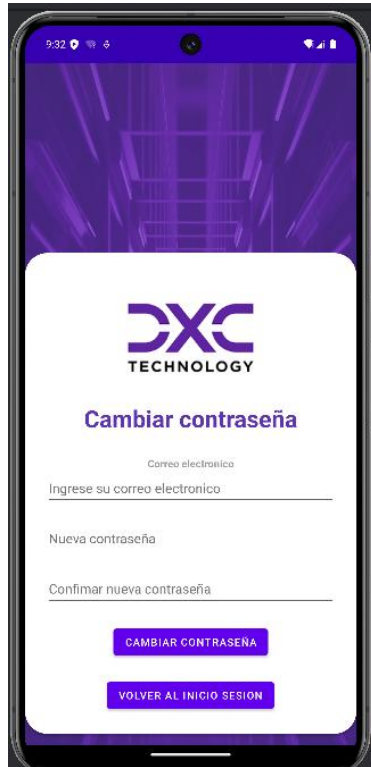 9:32
DXC
TECHNOLOGY
Cambiar contraseña
Correo electronico
Ingrese su correo electronico
Nueva contraseña
Confimar nueva contraseña
CAMBIAR CONTRASEÑA
VOLVER AL INICIO SESION